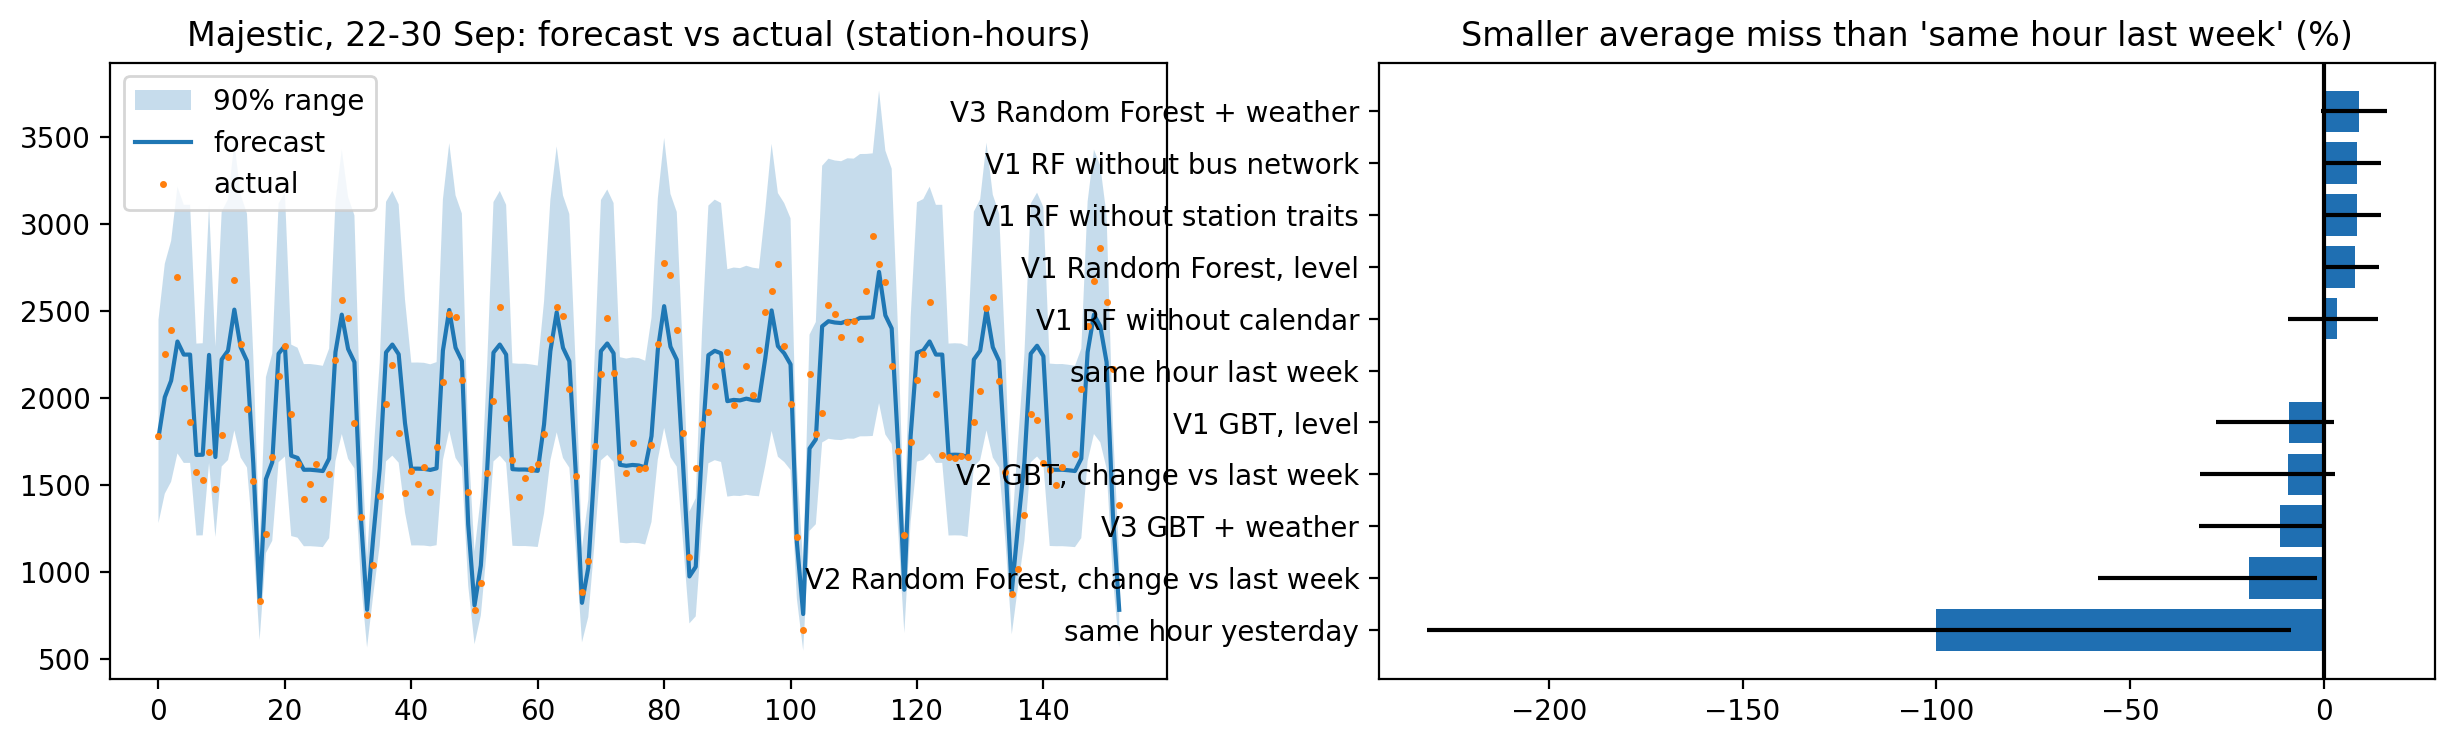 Majestic, 22-30 Sep: forecast vs actual (station-hours)
90% range
forecast
actual
3500
3000
2500
2000
1500
1000
500
0 20 40 60 80 100 120 140
Smaller average miss than 'same hour last week' (%)
V3 Random Forest + weather
V1 RF without bus network
V1 RF without station traits
V1 Random Forest, level
V1 RF without calendar
same hour last week
V1 GBT, level
V2 GBT, change vs last week
V3 GBT + weather
V2 Random Forest, change vs last week
same hour yesterday
−200 −150 −100 −50 0